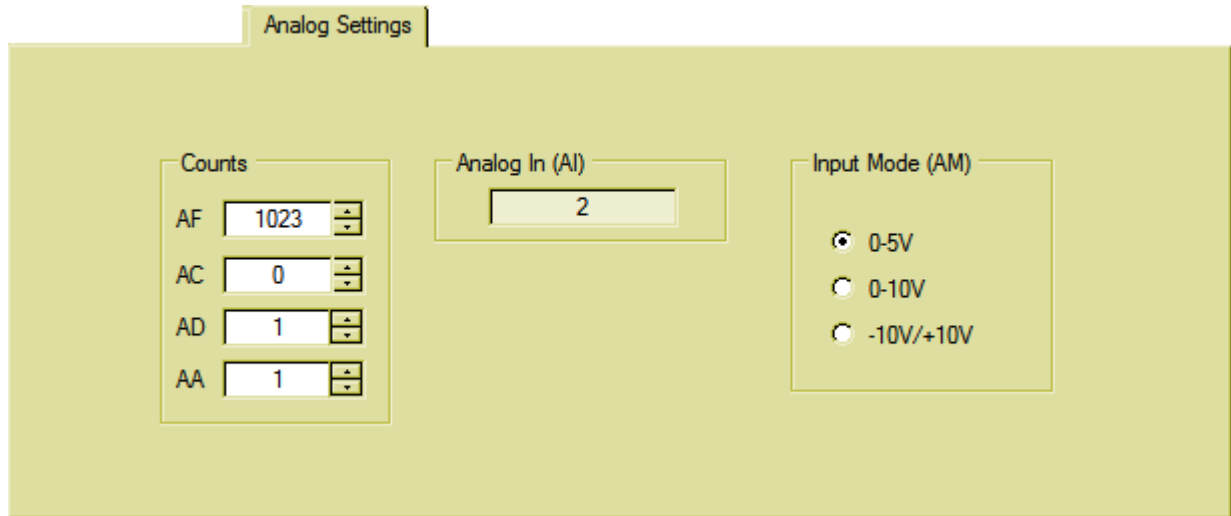 Analog Settings
Counts
AF 1023
AC 0
AD 1
AA 1
Analog In (AI)
2
Input Mode (AM)
0-5V
0-10V
-10V/+10V